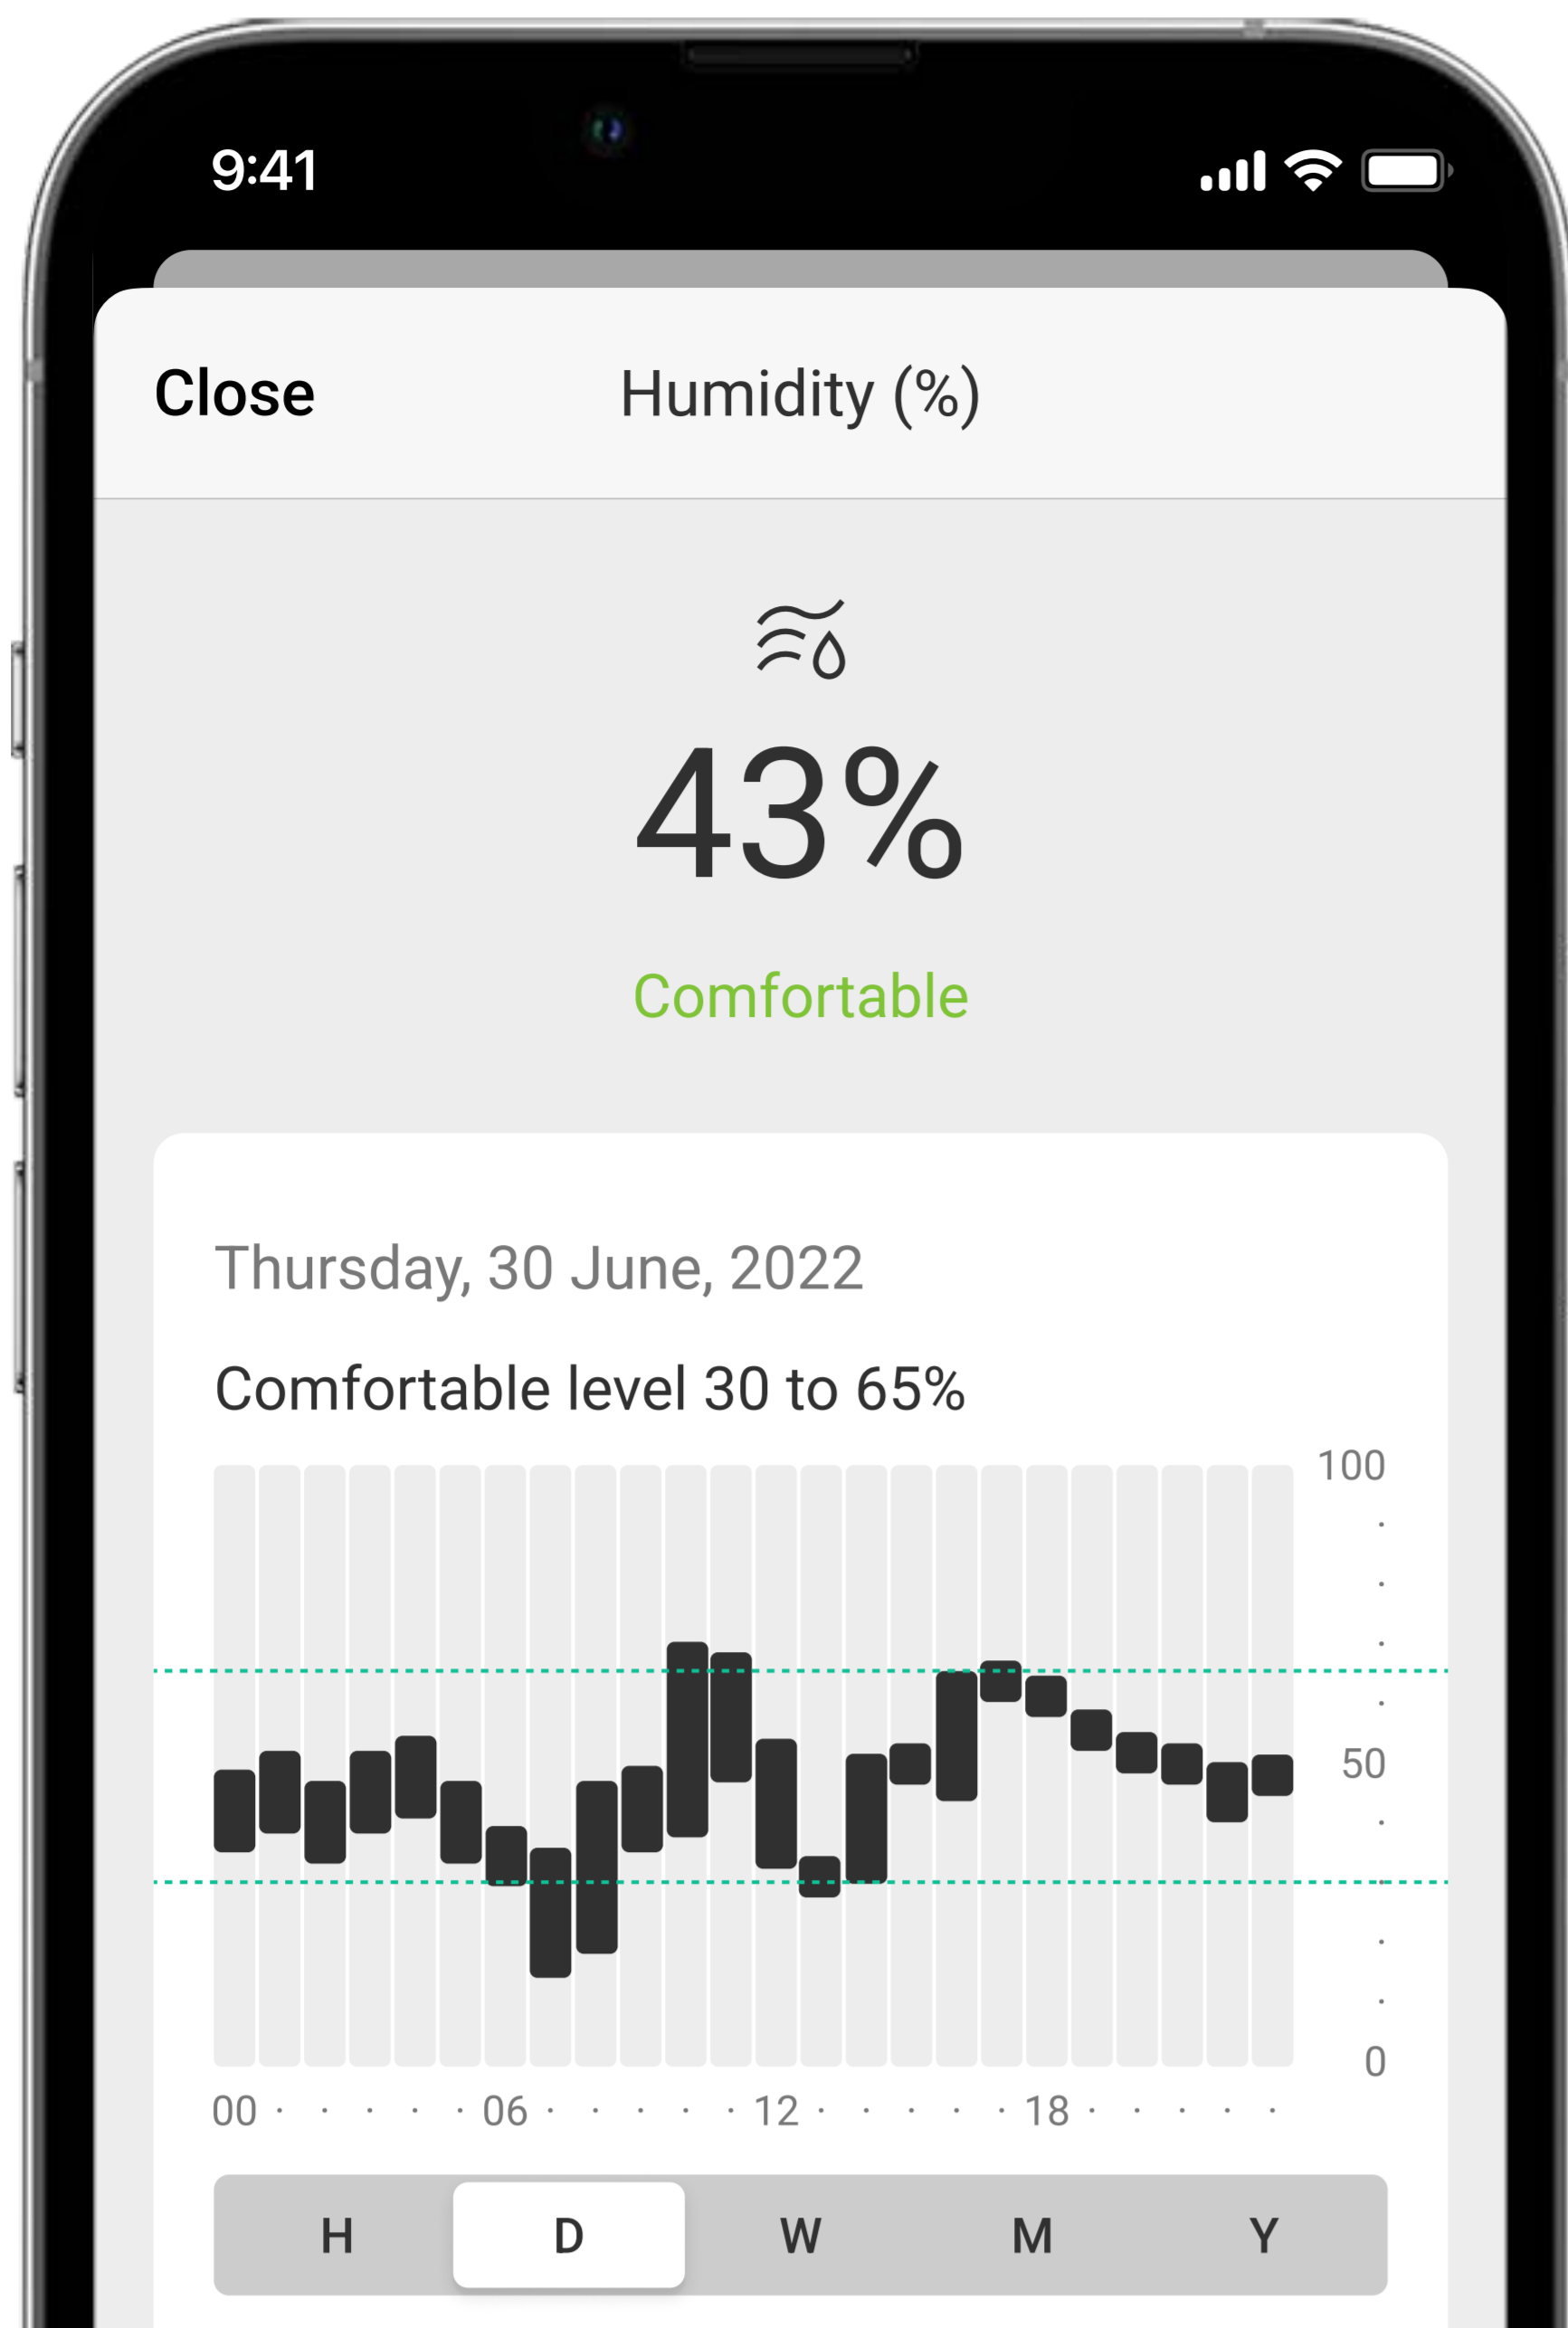 9:41
Close
Humidity (%)
43%
Comfortable
Thursday, 30 June, 2022
Comfortable level 30 to 65%
100
50
0
00 · · · · · 06 · · · · · 12 · · · · · 18 · · · · ·
H D W M Y